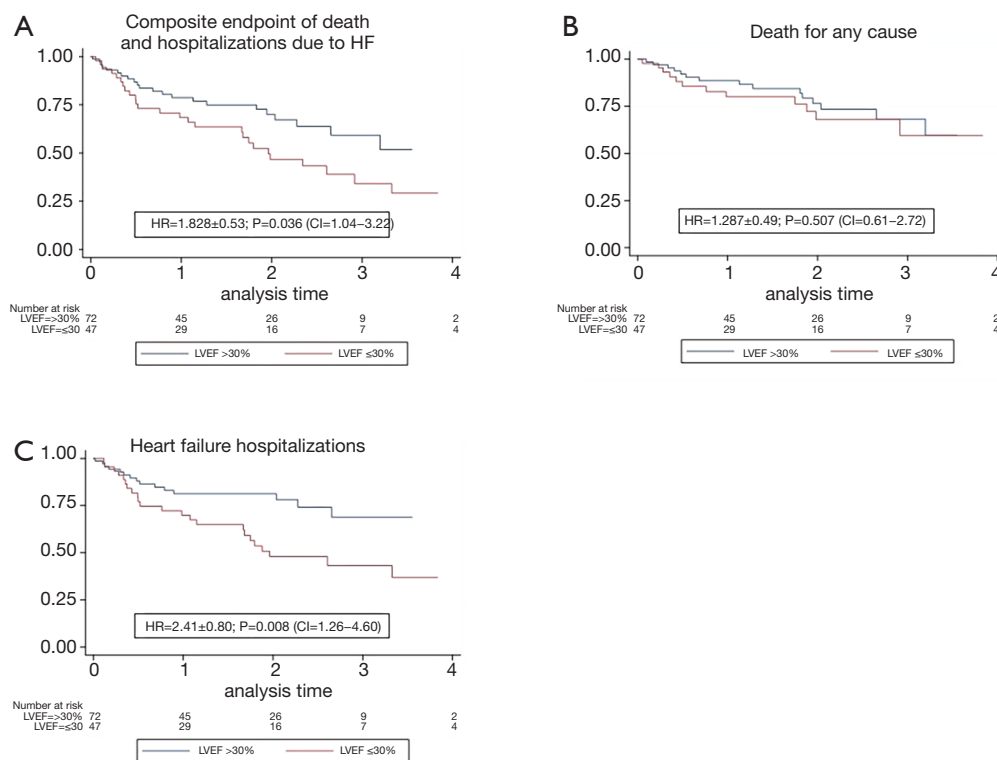 A
Composite endpoint of death
and hospitalizations due to HF
1.00
0.75
0.50
0.25
0.00
HR=1.828±0.53; P=0.036 (CI=1.04–3.22)
0 1 2 3 4
analysis time
Number at risk
LVEF=>30% 72 45 26 9 2
LVEF=≤30 47 29 16 7 4
LVEF >30% LVEF ≤30%
B
Death for any cause
1.00
0.75
0.50
0.25
0.00
HR=1.287±0.49; P=0.507 (CI=0.61–2.72)
0 1 2 3 4
analysis time
Number at risk
LVEF=>30% 72 45 26 9 2
LVEF=≤30 47 29 16 7 4
LVEF >30% LVEF ≤30%
C
Heart failure hospitalizations
1.00
0.75
0.50
0.25
0.00
HR=2.41±0.80; P=0.008 (CI=1.26–4.60)
0 1 2 3 4
analysis time
Number at risk
LVEF=>30% 72 45 26 9 2
LVEF=≤30 47 29 16 7 4
LVEF >30% LVEF ≤30%